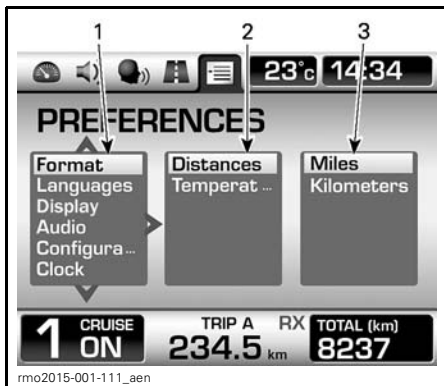 1 2 3
23°c 14:34
PREFERENCES
Format Distances Miles
Languages Temperat ... Kilometers
Display
Audio
Configura ...
Clock
1 CRUISE ON TRIP A RX 234.5 km TOTAL (km) 8237
rmo2015-001-111_aen